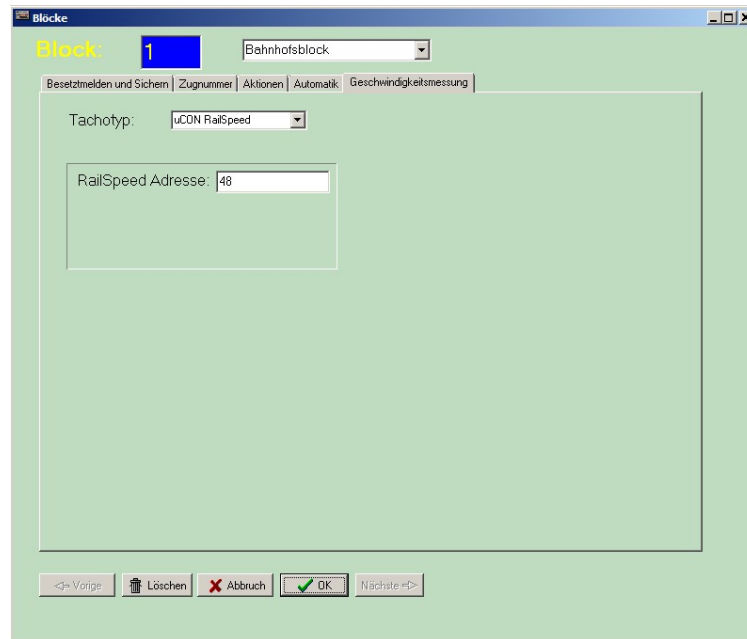 Blöcke
Block: 1 Bahnhofsblock
Besetztmelden und Sichern Zugnummer Aktionen Automatik Geschwindigkeitsmessung
Tachotyp: uCON RailSpeed
RailSpeed Adresse: 48
Vorige Löschen Abbruch OK Nächste